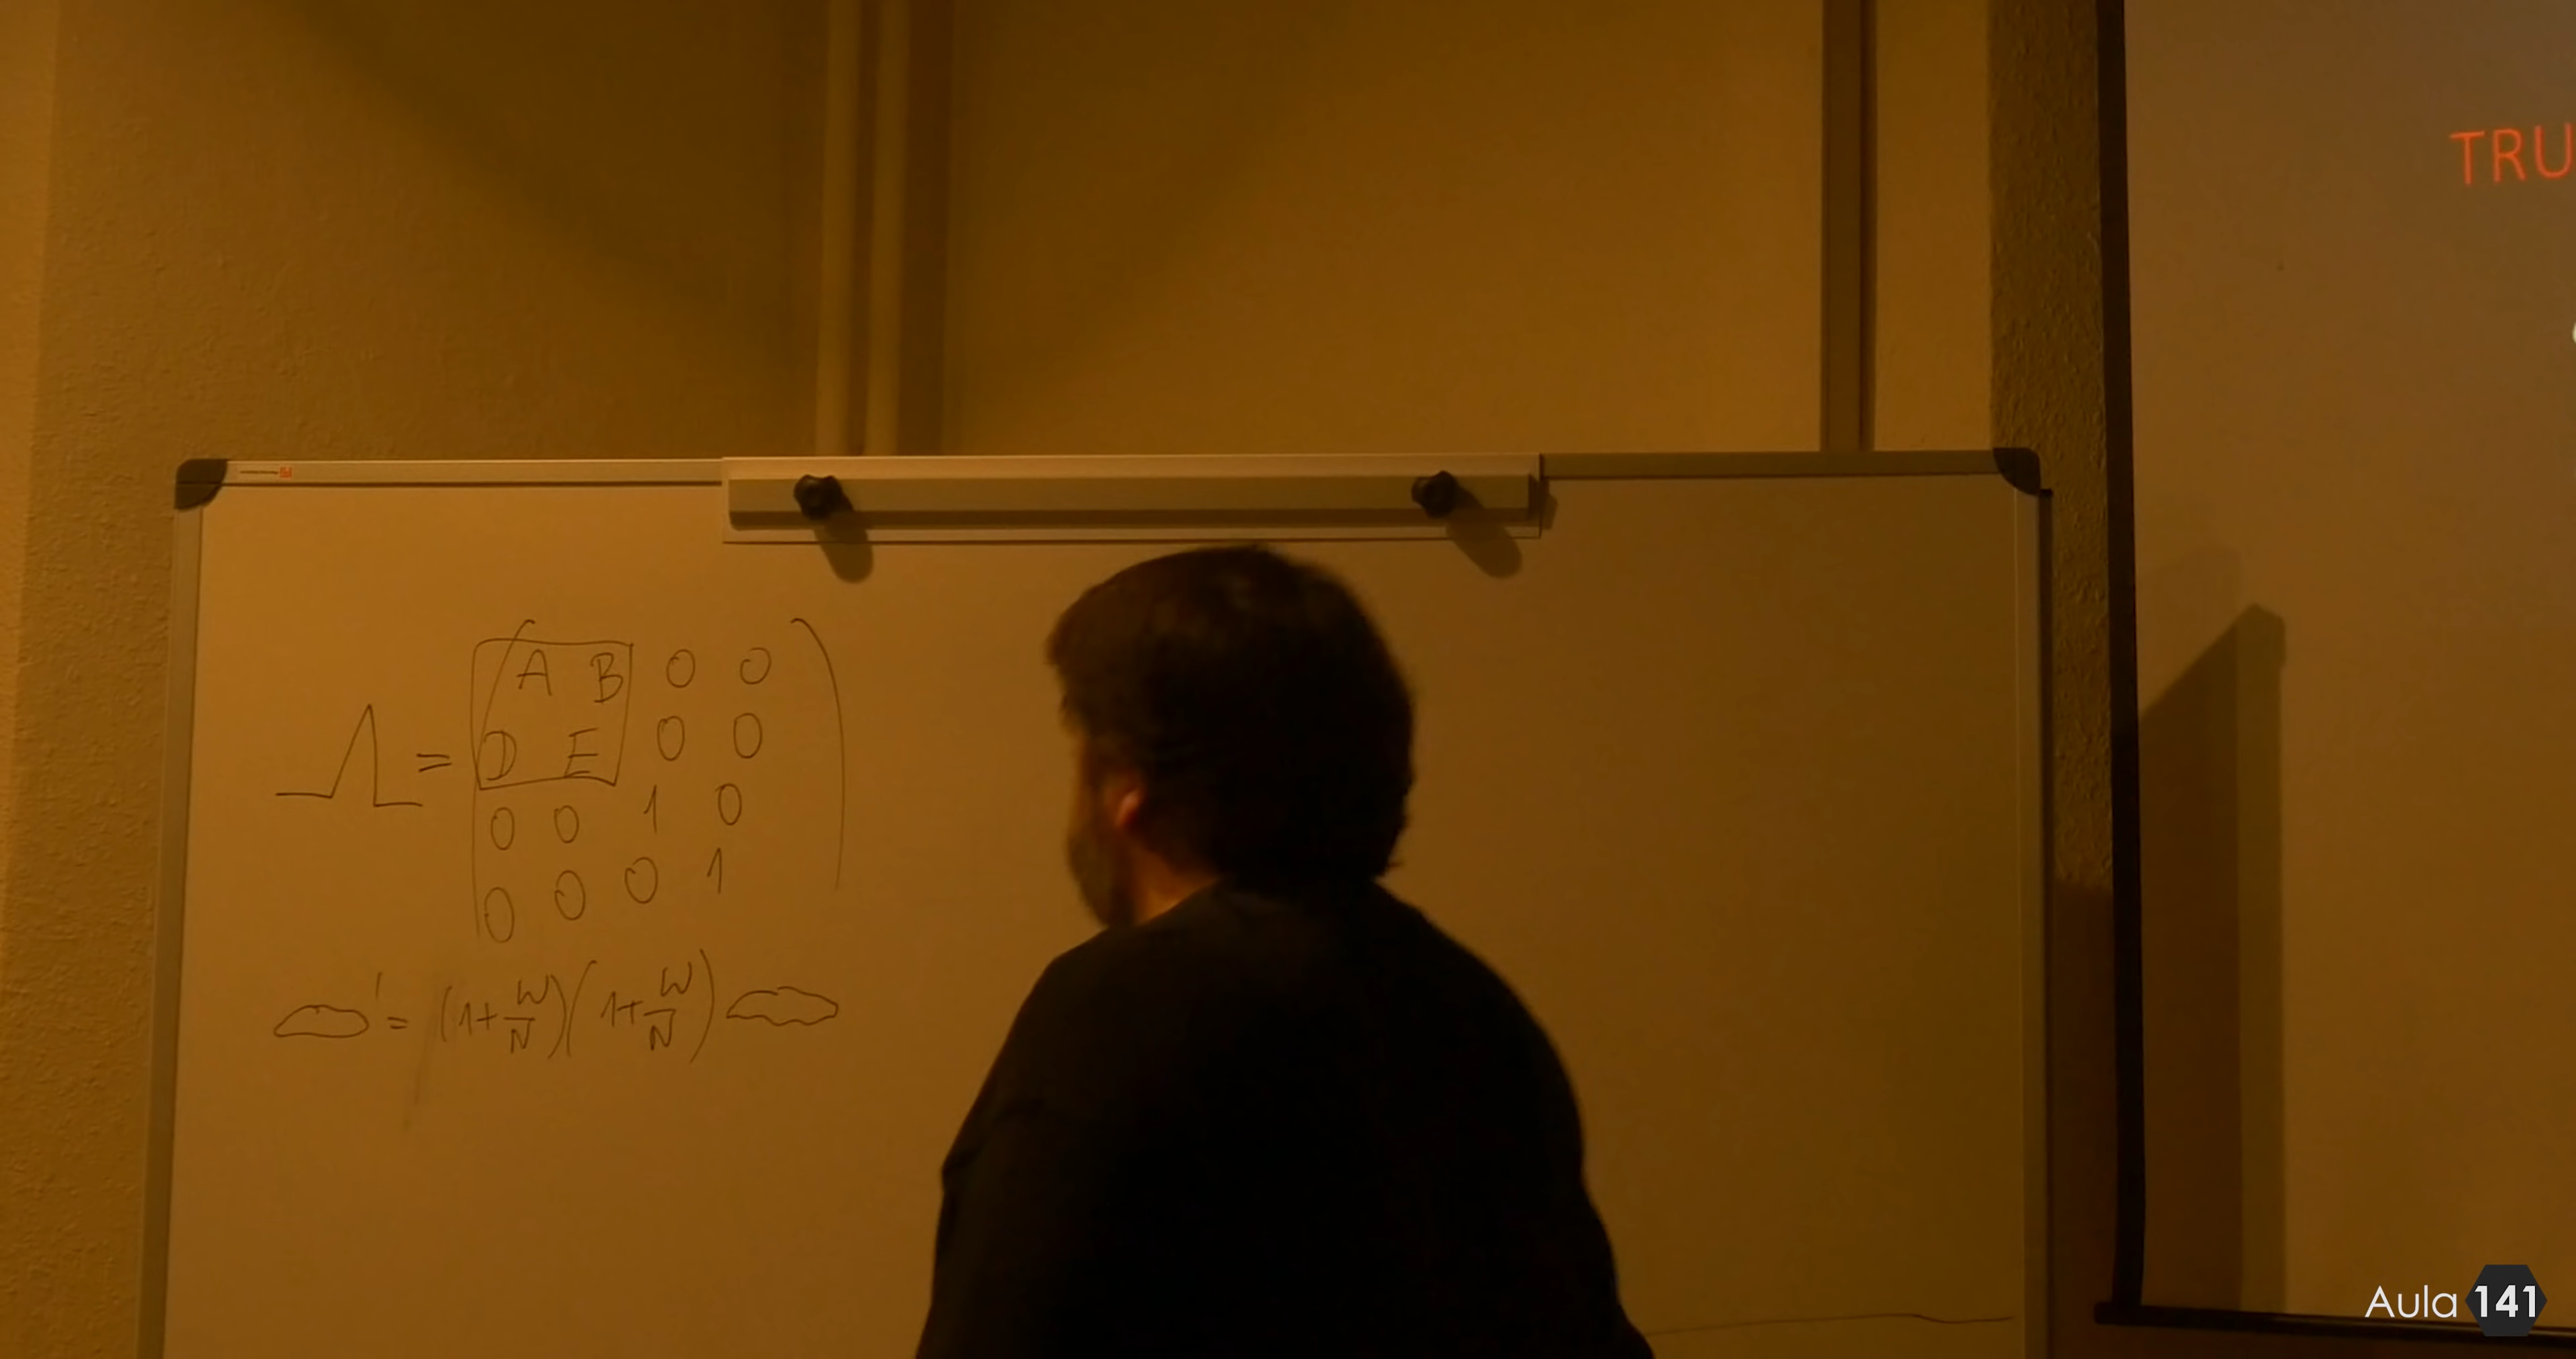 Λ = ( A B 0 0
D E 0 0
0 0 1 0
0 0 0 1 )
' = (1+W/N)(1+W/N)
TRU
Aula 141